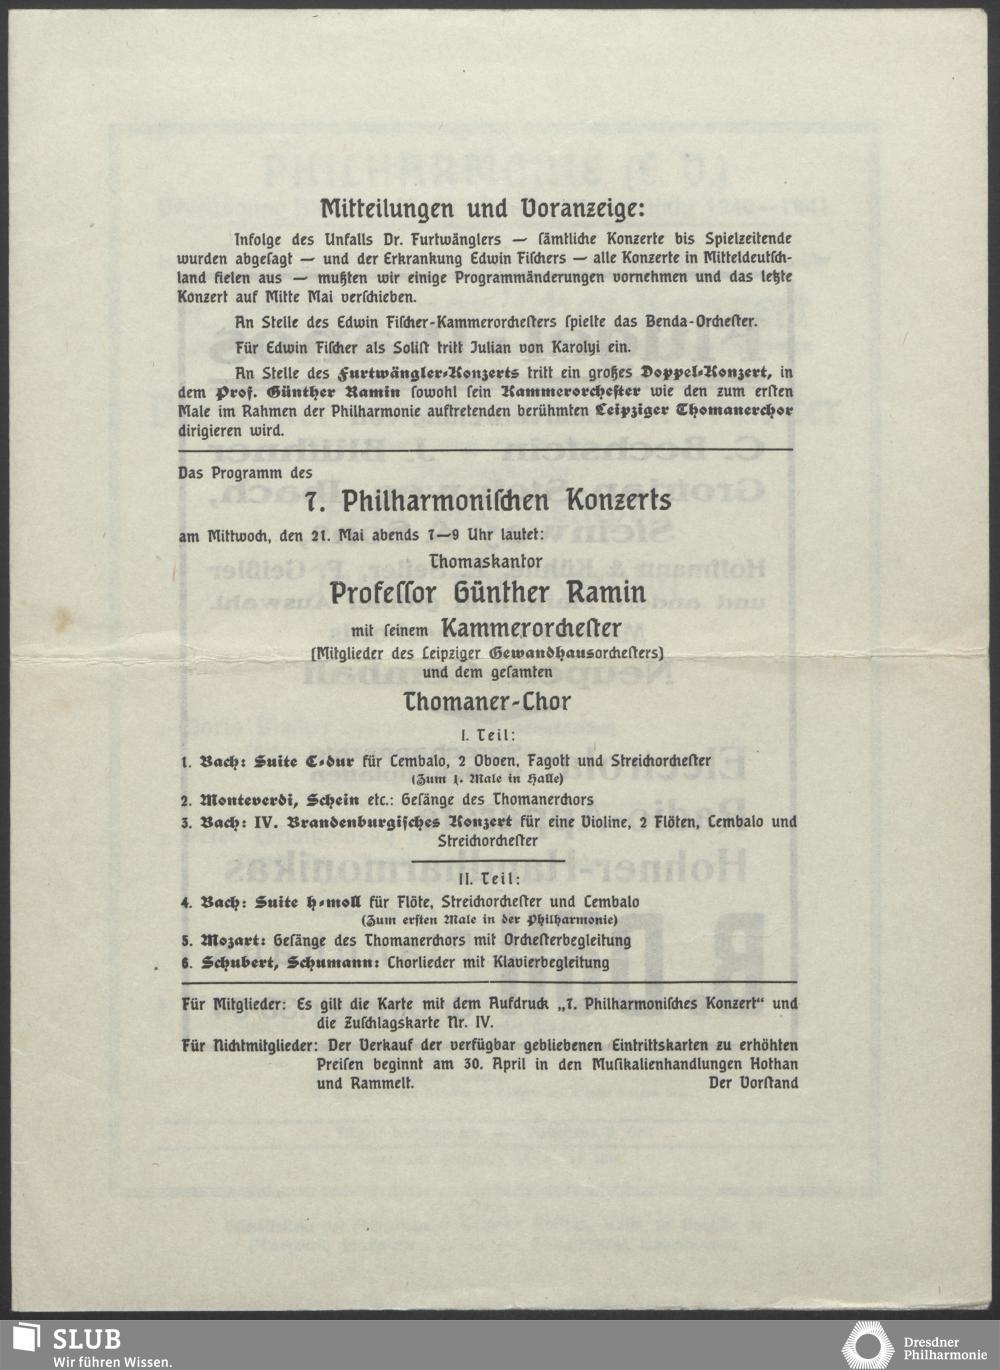 Mitteilungen und Voranzeige:
Infolge des Unfalls Dr. Furtwänglers — ſämtliche Konzerte bis Spielzeitende
wurden abgeſagt — und der Erkrankung Edwin Fiſchers — alle Konzerte in Mitteldeutſch-
land fielen aus — mußten wir einige Programmänderungen vornehmen und das letzte
Konzert auf Mitte Mai verſchieben.
An Stelle des Edwin Fiſcher-Kammerorcheſters ſpielte das Benda-Orcheſter.
Für Edwin Fiſcher als Soliſt tritt Julian von Karolyi ein.
An Stelle des Furtwängler-Konzerts tritt ein großes Doppel-Konzert, in
dem Prof. Günther Ramin ſowohl ſein Kammerorcheſter wie den zum erſten
Male im Rahmen der Philharmonie auftretenden berühmten Leipziger Thomanerchor
dirigieren wird.
Das Programm des
7. Philharmoniſchen Konzerts
am Mittwoch, den 21. Mai abends 7—9 Uhr lautet:
Thomaskantor
Profeſſor Günther Ramin
mit ſeinem Kammerorcheſter
(Mitglieder des Leipziger Gewandhausorcheſters)
und dem geſamten
Thomaner-Chor
I. Teil:
1. Bach: Suite C-dur für Cembalo, 2 Oboen, Fagott und Streichorcheſter
(Zum 1. Male in Halle)
2. Monteverdi, Schein etc.: Geſänge des Thomanerchors
3. Bach: IV. Brandenburgiſches Konzert für eine Violine, 2 Flöten, Cembalo und
Streichorcheſter
II. Teil:
4. Bach: Suite h-moll für Flöte, Streichorcheſter und Cembalo
(Zum erſten Male in der Philharmonie)
5. Mozart: Geſänge des Thomanerchors mit Orcheſterbegleitung
6. Schubert, Schumann: Chorlieder mit Klavierbegleitung
Für Mitglieder: Es gilt die Karte mit dem Aufdruck „7. Philharmoniſches Konzert“ und
die Zuſchlagskarte Nr. IV.
Für Nichtmitglieder: Der Verkauf der verfügbar gebliebenen Eintrittskarten zu erhöhten
Preiſen beginnt am 30. April in den Muſikalienhandlungen Hothan
und Rammelt. Der Vorſtand
SLUB
Wir führen Wissen.
Dresdner
Philharmonie